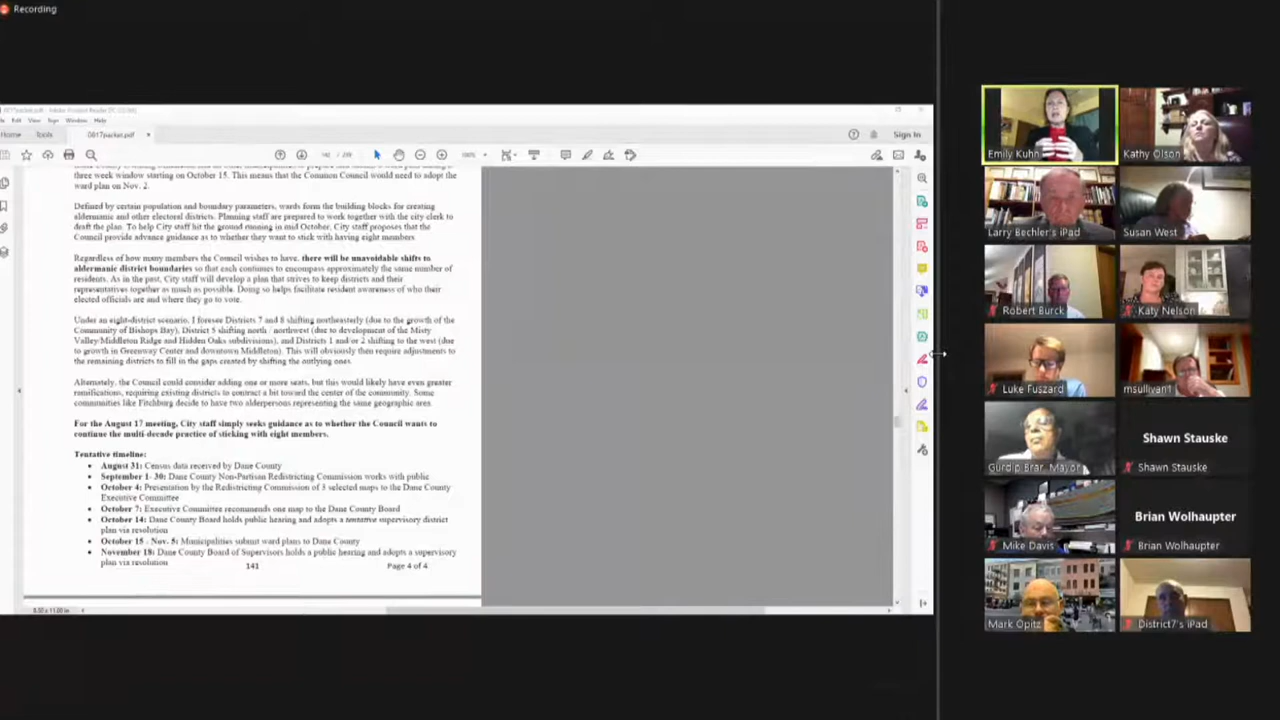 Recording
File Edit View Sign Window Help
Home Tools 0817packet.pdf Sign In
three week window starting on October 15. This means that the Common Council would need to adopt the
ward plan on Nov. 2.
Defined by certain population and boundary parameters, wards form the building blocks for creating
aldermanic and other electoral districts. Planning staff are prepared to work together with the city clerk to
draft the plan. To help City staff hit the ground running in mid October, City staff proposes that the
Council provide advance guidance as to whether they want to stick with having eight members
Regardless of how many members the Council wishes to have, there will be unavoidable shifts to
aldermanic district boundaries so that each continues to encompass approximately the same number of
residents. As in the past, City staff will develop a plan that strives to keep districts and their
representatives together as much as possible. Doing so helps facilitate resident awareness of who their
elected officials are and where they go to vote.
Under an eight-district scenario, I foresee Districts 7 and 8 shifting northeasterly (due to the growth of the
Community of Bishops Bay), District 5 shifting north / northwest (due to development of the Misty
Valley/Middleton Ridge and Hidden Oaks subdivisions), and Districts 1 and/or 2 shifting to the west (due
to growth in Greenway Center and downtown Middleton). This will obviously then require adjustments to
the remaining districts to fill in the gaps created by shifting the outlying ones.
Alternately, the Council could consider adding one or more seats, but this would likely have even greater
ramifications, requiring existing districts to contract a bit toward the center of the community. Some
communities like Fitchburg decide to have two alderpersons representing the same geographic area.
For the August 17 meeting, City staff simply seeks guidance as to whether the Council wants to
continue the multi-decade practice of sticking with eight members.
Tentative timeline:
• August 31: Census data received by Dane County
• September 1- 30: Dane County Non-Partisan Redistricting Commission works with public
• October 4: Presentation by the Redistricting Commission of 3 selected maps to the Dane County
Executive Committee
• October 7: Executive Committee recommends one map to the Dane County Board
• October 14: Dane County Board holds public hearing and adopts a tentative supervisory district
plan via resolution
• October 15 - Nov. 5: Municipalities submit ward plans to Dane County
• November 18: Dane County Board of Supervisors holds a public hearing and adopts a supervisory
plan via resolution
141 Page 4 of 4
8.50 x 11.00 in
Emily Kuhn Kathy Olson
Larry Bechler's iPad Susan West
Robert Burck Katy Nelson
Luke Fuszard msullivan1
Gurdip Brar, Mayor
Shawn Stauske
Shawn Stauske
Mike Davis
Brian Wolhaupter
Brian Wolhaupter
Mark Opitz District7's iPad